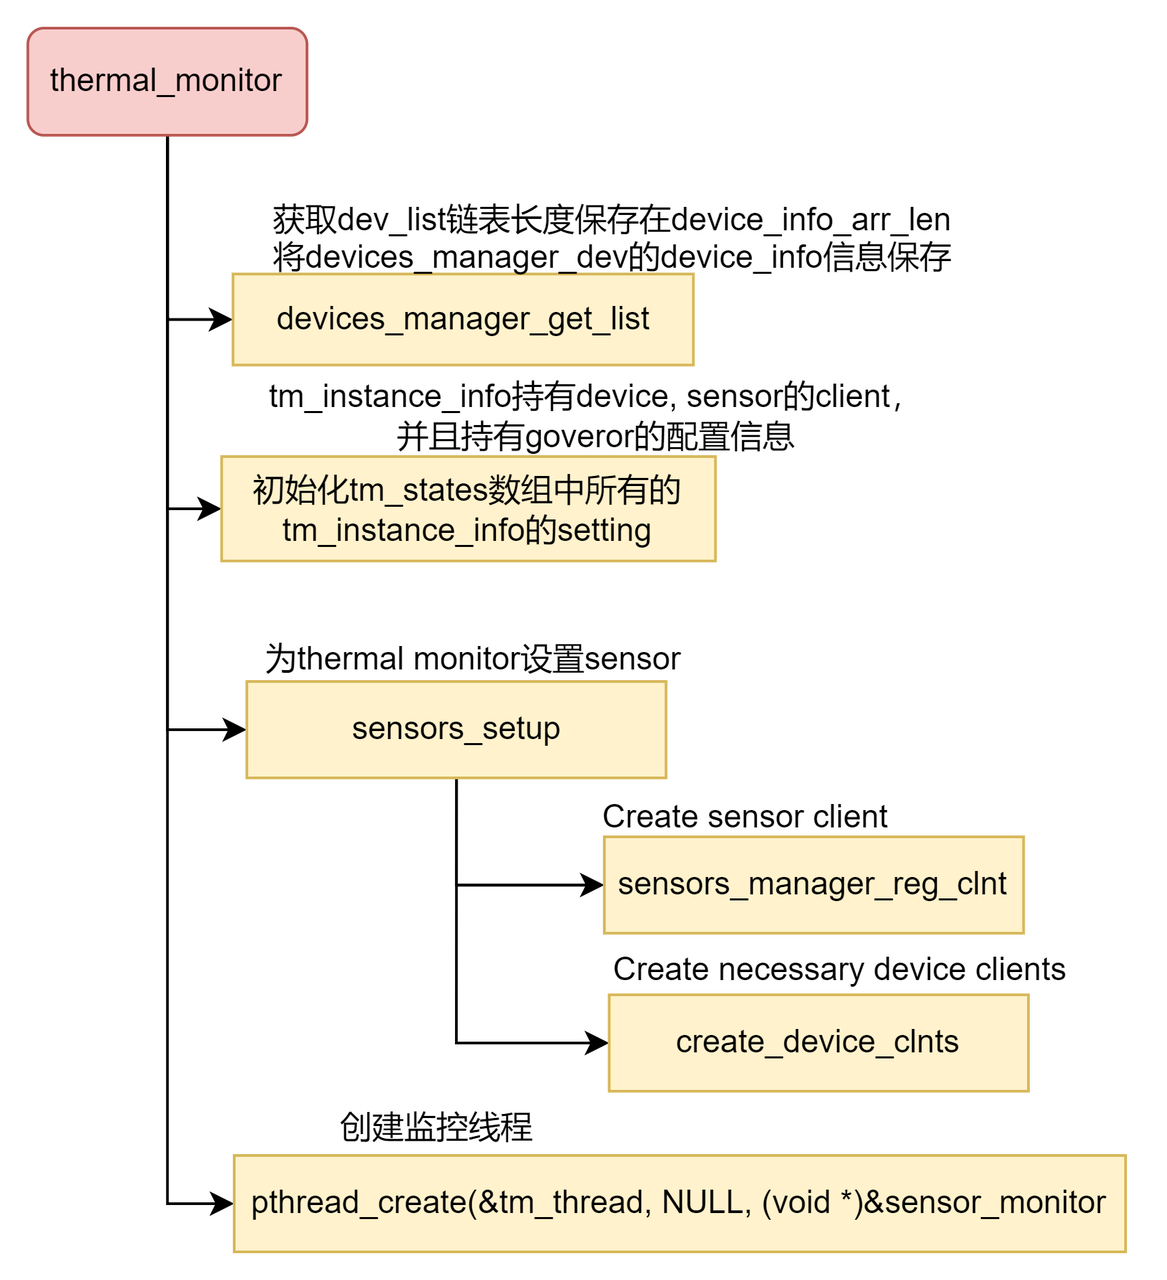 thermal_monitor
获取dev_list链表长度保存在device_info_arr_len
将devices_manager_dev的device_info信息保存
devices_manager_get_list
tm_instance_info持有device, sensor的client，
并且持有goveror的配置信息
初始化tm_states数组中所有的
tm_instance_info的setting
为thermal monitor设置sensor
sensors_setup
Create sensor client
sensors_manager_reg_clnt
Create necessary device clients
create_device_clnts
创建监控线程
pthread_create(&tm_thread, NULL, (void *)&sensor_monitor